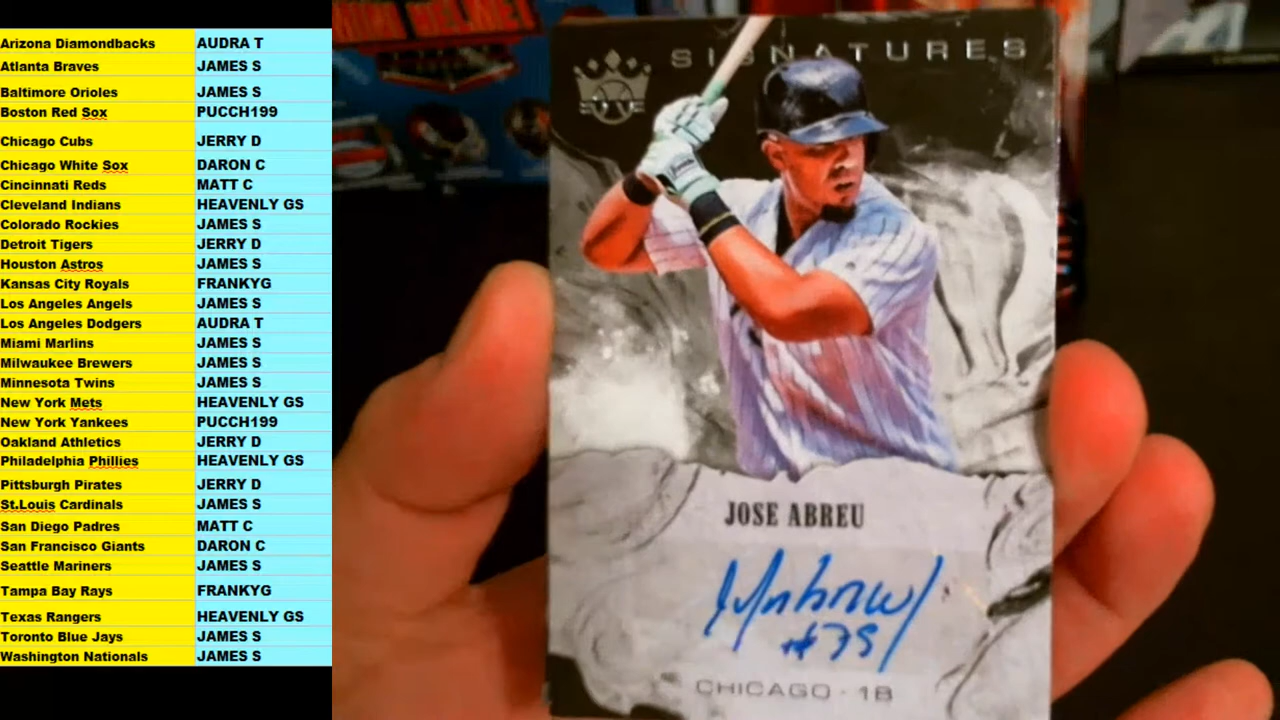 Arizona Diamondbacks AUDRA T
Atlanta Braves JAMES S
Baltimore Orioles JAMES S
Boston Red Sox PUCCH199
Chicago Cubs JERRY D
Chicago White Sox DARON C
Cincinnati Reds MATT C
Cleveland Indians HEAVENLY GS
Colorado Rockies JAMES S
Detroit Tigers JERRY D
Houston Astros JAMES S
Kansas City Royals FRANKYG
Los Angeles Angels JAMES S
Los Angeles Dodgers AUDRA T
Miami Marlins JAMES S
Milwaukee Brewers JAMES S
Minnesota Twins JAMES S
New York Mets HEAVENLY GS
New York Yankees PUCCH199
Oakland Athletics JERRY D
Philadelphia Phillies HEAVENLY GS
Pittsburgh Pirates JERRY D
St.Louis Cardinals JAMES S
San Diego Padres MATT C
San Francisco Giants DARON C
Seattle Mariners JAMES S
Tampa Bay Rays FRANKYG
Texas Rangers HEAVENLY GS
Toronto Blue Jays JAMES S
Washington Nationals JAMES S
MINI HELMET
SIGNATURES
JOSE ABREU
#79
CHICAGO · 1B